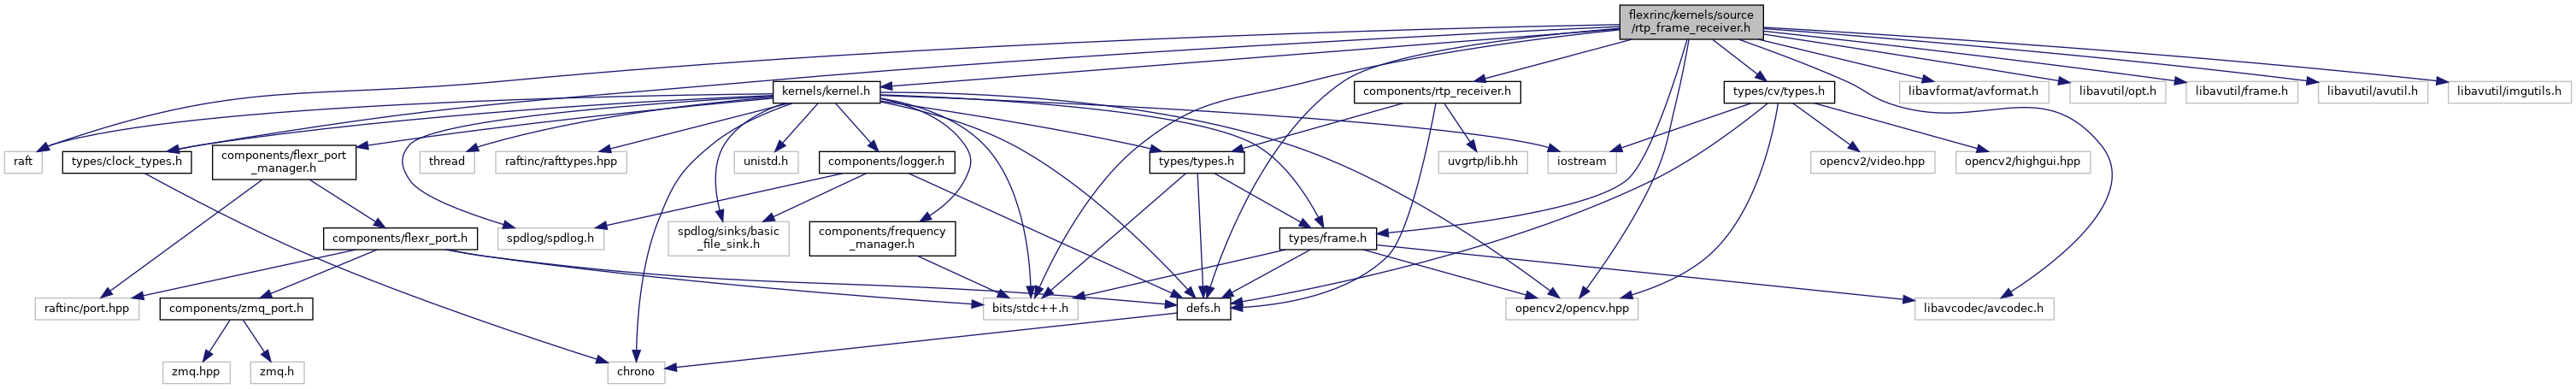 flexrinc/kernels/source
/rtp_frame_receiver.h
kernels/kernel.h
components/rtp_receiver.h
types/cv/types.h
libavformat/avformat.h
libavutil/opt.h
libavutil/frame.h
libavutil/avutil.h
libavutil/imgutils.h
raft
types/clock_types.h
components/flexr_port
_manager.h
thread
raftinc/rafttypes.hpp
unistd.h
components/logger.h
types/types.h
uvgrtp/lib.hh
iostream
opencv2/video.hpp
opencv2/highgui.hpp
components/flexr_port.h
spdlog/spdlog.h
spdlog/sinks/basic
_file_sink.h
components/frequency
_manager.h
types/frame.h
raftinc/port.hpp
components/zmq_port.h
bits/stdc++.h
defs.h
opencv2/opencv.hpp
libavcodec/avcodec.h
zmq.hpp
zmq.h
chrono